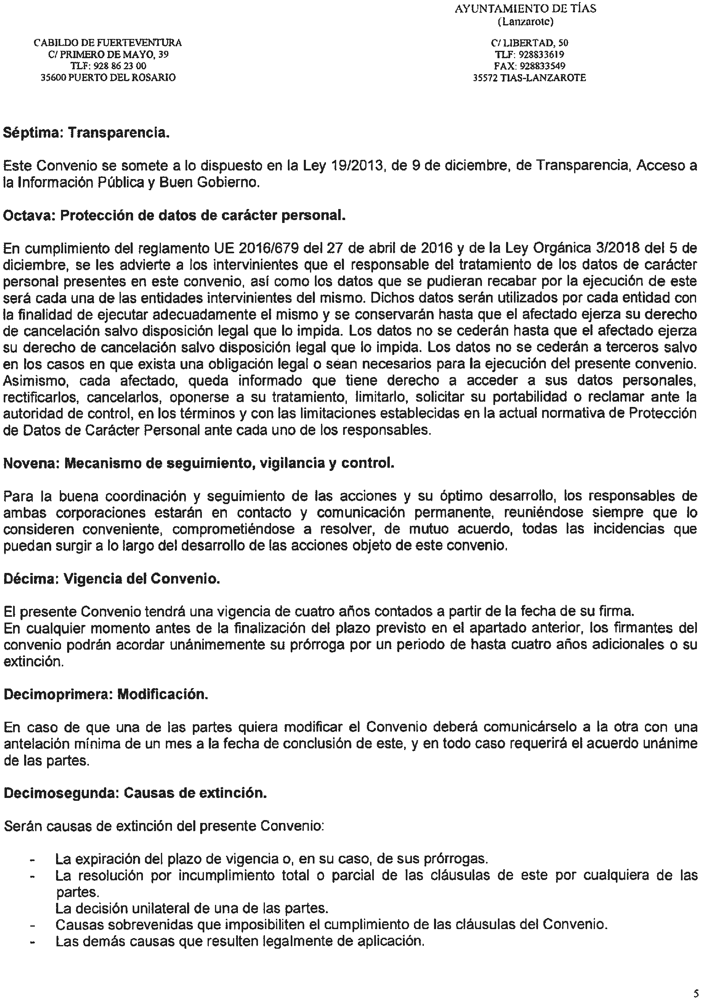 AYUNTAMIENTO DE TÍAS
(Lanzarote)
CABILDO DE FUERTEVENTURA
C/ PRIMERO DE MAYO, 39
TLF: 928 86 23 00
35600 PUERTO DEL ROSARIO
C/ LIBERTAD, 50
TLF: 928833619
FAX: 928833549
35572 TIAS-LANZAROTE
Séptima: Transparencia.
Este Convenio se somete a lo dispuesto en la Ley 19/2013, de 9 de diciembre, de Transparencia, Acceso a
la Información Pública y Buen Gobierno.
Octava: Protección de datos de carácter personal.
En cumplimiento del reglamento UE 2016/679 del 27 de abril de 2016 y de la Ley Orgánica 3/2018 del 5 de
diciembre, se les advierte a los intervinientes que el responsable del tratamiento de los datos de carácter
personal presentes en este convenio, así como los datos que se pudieran recabar por la ejecución de este
será cada una de las entidades intervinientes del mismo. Dichos datos serán utilizados por cada entidad con
la finalidad de ejecutar adecuadamente el mismo y se conservarán hasta que el afectado ejerza su derecho
de cancelación salvo disposición legal que lo impida. Los datos no se cederán hasta que el afectado ejerza
su derecho de cancelación salvo disposición legal que lo impida. Los datos no se cederán a terceros salvo
en los casos en que exista una obligación legal o sean necesarios para la ejecución del presente convenio.
Asimismo, cada afectado, queda informado que tiene derecho a acceder a sus datos personales,
rectificarlos, cancelarlos, oponerse a su tratamiento, limitarlo, solicitar su portabilidad o reclamar ante la
autoridad de control, en los términos y con las limitaciones establecidas en la actual normativa de Protección
de Datos de Carácter Personal ante cada uno de los responsables.
Novena: Mecanismo de seguimiento, vigilancia y control.
Para la buena coordinación y seguimiento de las acciones y su óptimo desarrollo, los responsables de
ambas corporaciones estarán en contacto y comunicación permanente, reuniéndose siempre que lo
consideren conveniente, comprometiéndose a resolver, de mutuo acuerdo, todas las incidencias que
puedan surgir a lo largo del desarrollo de las acciones objeto de este convenio.
Décima: Vigencia del Convenio.
El presente Convenio tendrá una vigencia de cuatro años contados a partir de la fecha de su firma.
En cualquier momento antes de la finalización del plazo previsto en el apartado anterior, los firmantes del
convenio podrán acordar unánimemente su prórroga por un periodo de hasta cuatro años adicionales o su
extinción.
Decimoprimera: Modificación.
En caso de que una de las partes quiera modificar el Convenio deberá comunicárselo a la otra con una
antelación mínima de un mes a la fecha de conclusión de este, y en todo caso requerirá el acuerdo unánime
de las partes.
Decimosegunda: Causas de extinción.
Serán causas de extinción del presente Convenio:
- La expiración del plazo de vigencia o, en su caso, de sus prórrogas.
- La resolución por incumplimiento total o parcial de las cláusulas de este por cualquiera de las
partes.
La decisión unilateral de una de las partes.
- Causas sobrevenidas que imposibiliten el cumplimiento de las cláusulas del Convenio.
- Las demás causas que resulten legalmente de aplicación.
5